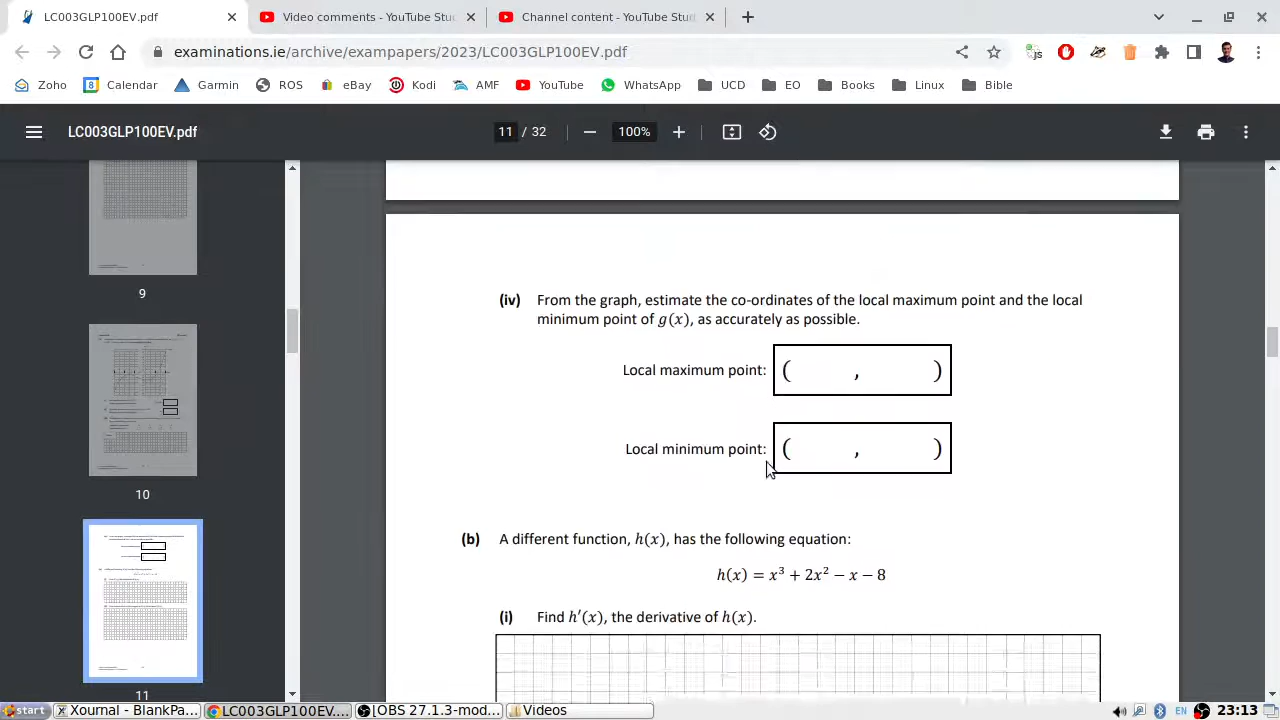 LC003GLP100EV.pdf
Video comments - YouTube Stu
Channel content - YouTube Stud
examinations.ie/archive/exampapers/2023/LC003GLP100EV.pdf
Zoho
Calendar
Garmin
ROS
eBay
Kodi
AMF
YouTube
WhatsApp
UCD
EO
Books
Linux
Bible
LC003GLP100EV.pdf
11 / 32
100%
9
10
11
(iv) From the graph, estimate the co-ordinates of the local maximum point and the local
minimum point of g(x), as accurately as possible.
Local maximum point: ( , )
Local minimum point: ( , )
(b) A different function, h(x), has the following equation:
h(x) = x³ + 2x² − x − 8
(i) Find h′(x), the derivative of h(x).
start
Xournal - BlankPa...
LC003GLP100EV....
[OBS 27.1.3-mod...
Videos
EN
23:13